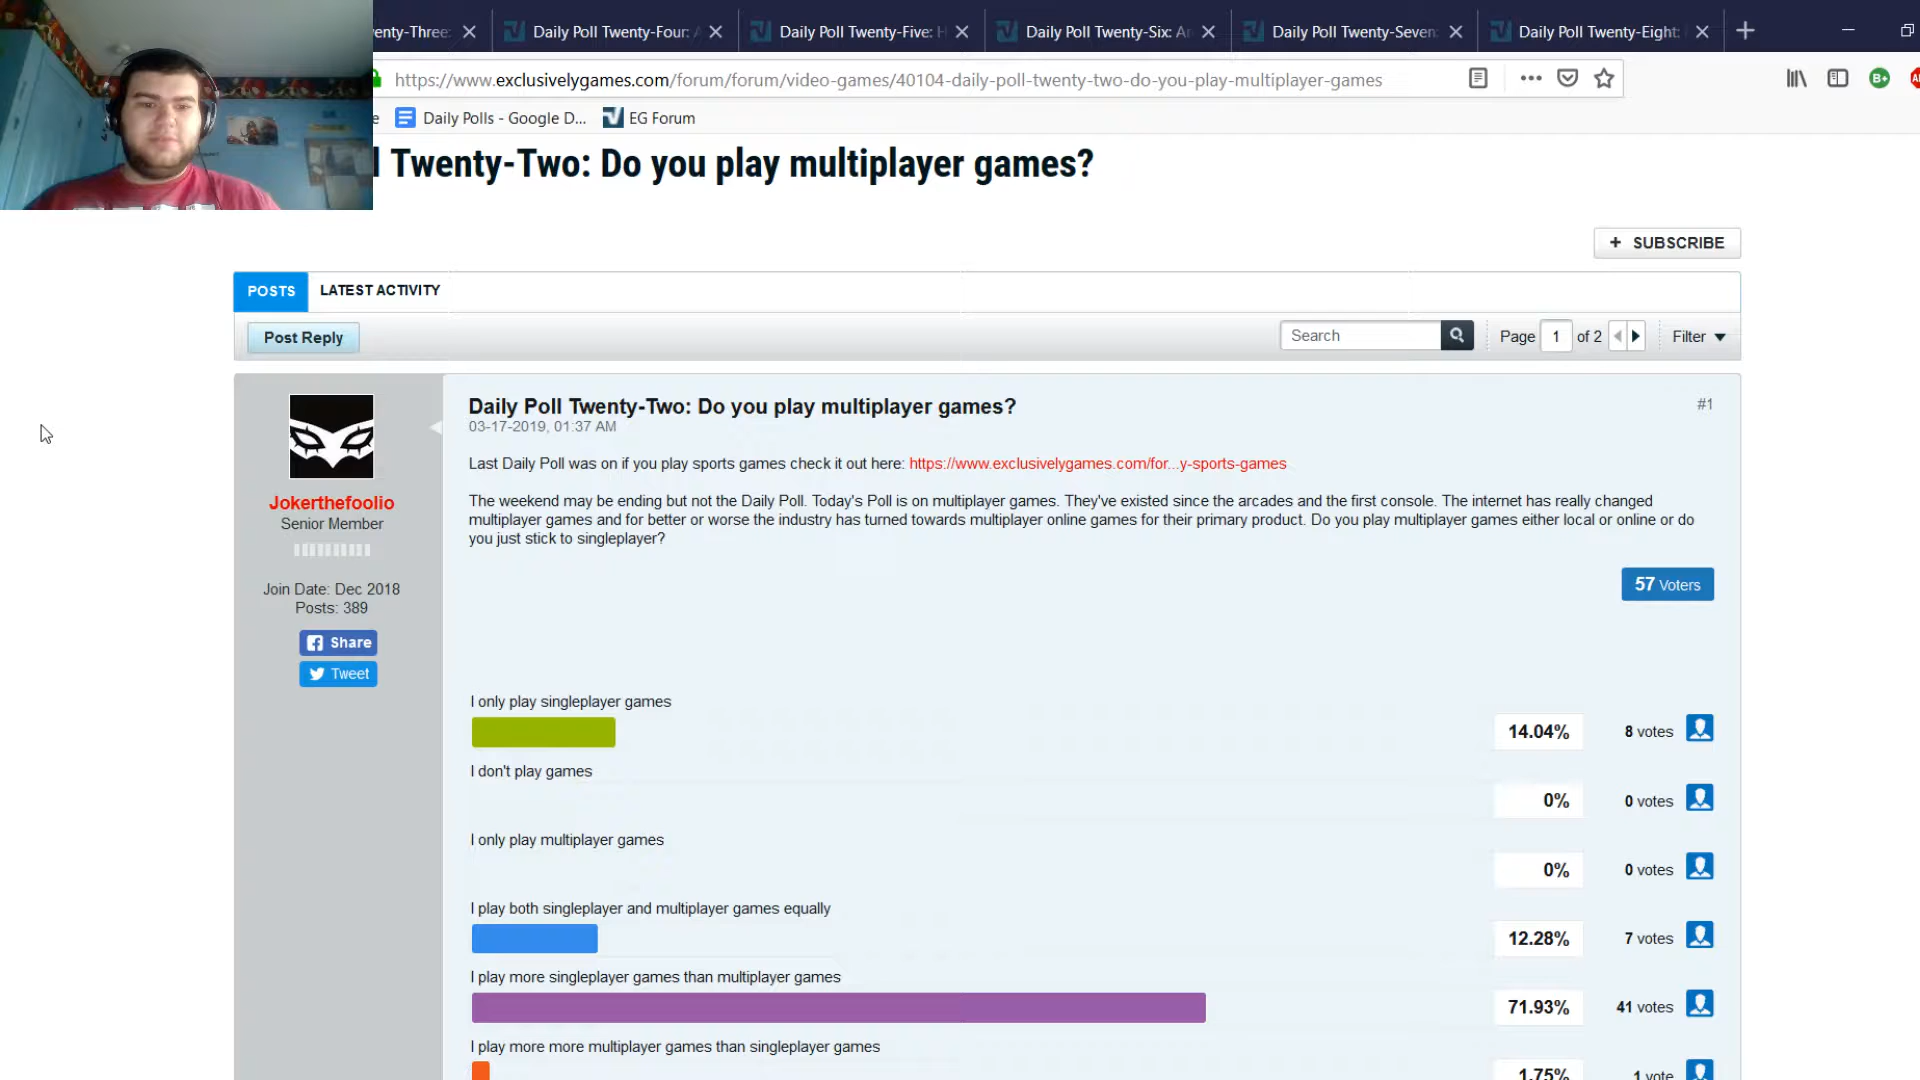 enty-Three:
Daily Poll Twenty-Four:
Daily Poll Twenty-Five:
Daily Poll Twenty-Six: Ar
Daily Poll Twenty-Seven:
Daily Poll Twenty-Eight:
https://www.exclusivelygames.com/forum/forum/video-games/40104-daily-poll-twenty-two-do-you-play-multiplayer-games
B+
e
Daily Polls - Google D...
EG Forum
l Twenty-Two: Do you play multiplayer games?
+ SUBSCRIBE
POSTS
LATEST ACTIVITY
Post Reply
Search
Page 1 of 2
Filter
Daily Poll Twenty-Two: Do you play multiplayer games?
#1
03-17-2019, 01:37 AM
Last Daily Poll was on if you play sports games check it out here: https://www.exclusivelygames.com/for...y-sports-games
Jokerthefoolio
Senior Member
Join Date: Dec 2018
Posts: 389
Share
Tweet
The weekend may be ending but not the Daily Poll. Today's Poll is on multiplayer games. They've existed since the arcades and the first console. The internet has really changed
multiplayer games and for better or worse the industry has turned towards multiplayer online games for their primary product. Do you play multiplayer games either local or online or do
you just stick to singleplayer?
57 Voters
I only play singleplayer games
14.04% 8 votes
I don't play games
0% 0 votes
I only play multiplayer games
0% 0 votes
I play both singleplayer and multiplayer games equally
12.28% 7 votes
I play more singleplayer games than multiplayer games
71.93% 41 votes
I play more more multiplayer games than singleplayer games
1.75% 1 vote